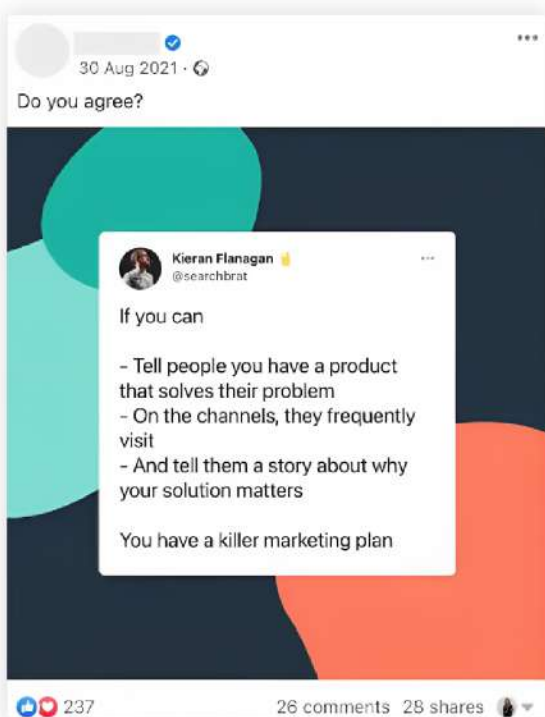 30 Aug 2021 ·
Do you agree?
Kieran Flanagan
@searchbrat
If you can
- Tell people you have a product
that solves their problem
- On the channels, they frequently
visit
- And tell them a story about why
your solution matters
You have a killer marketing plan
237
26 comments 28 shares